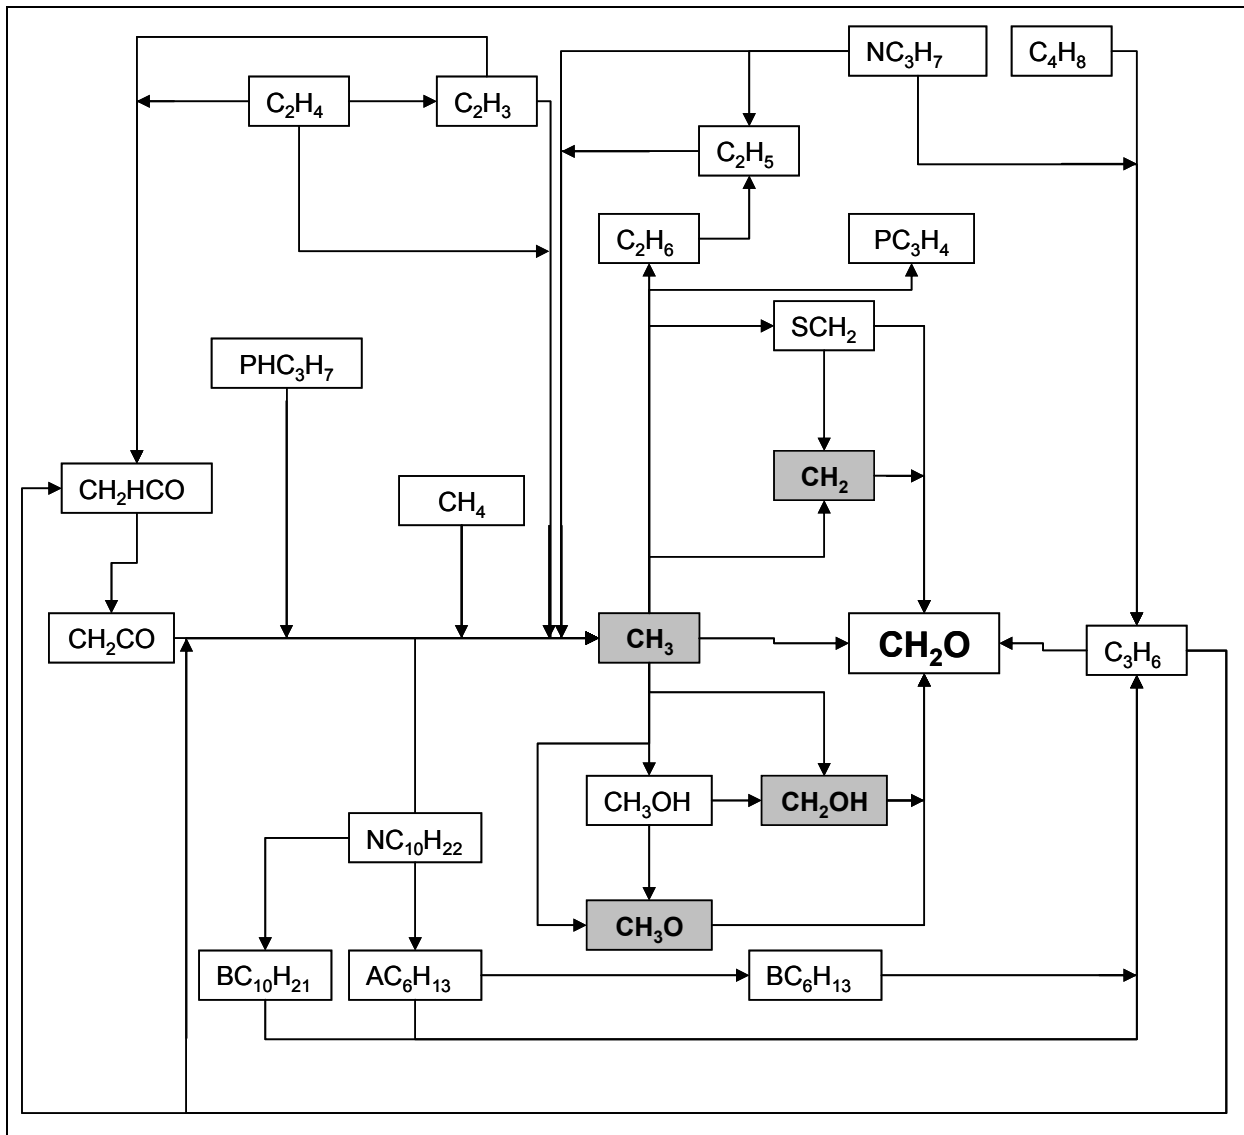 NC₃H₇
C₄H₈
C₂H₄
C₂H₃
C₂H₅
C₂H₆
PC₃H₄
SCH₂
PHC₃H₇
CH₂HCO
CH₂
CH₄
CH₂CO
CH₃
CH₂O
C₃H₆
CH₃OH
CH₂OH
NC₁₀H₂₂
CH₃O
BC₁₀H₂₁
AC₆H₁₃
BC₆H₁₃